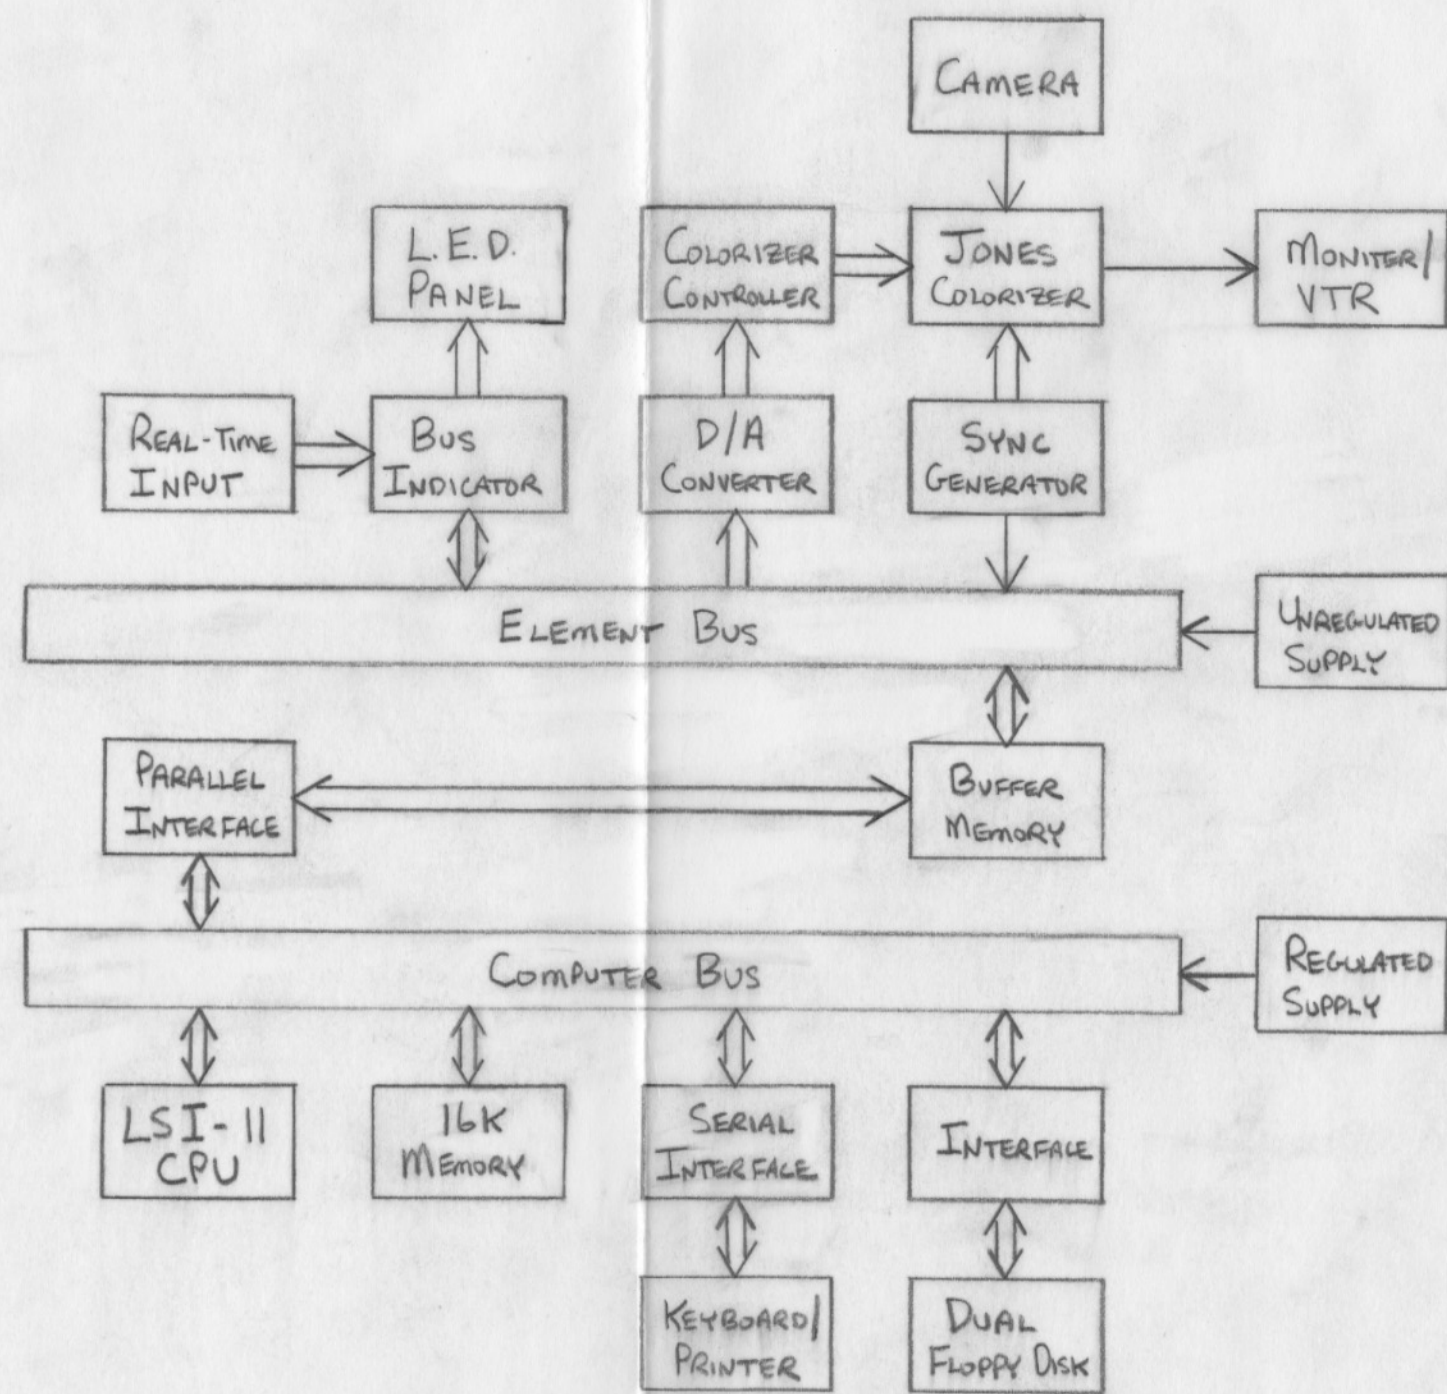 CAMERA
L.E.D.
PANEL
COLORIZER
CONTROLLER
JONES
COLORIZER
MONITER/
VTR
REAL-TIME
INPUT
BUS
INDICATOR
D/A
CONVERTER
SYNC
GENERATOR
ELEMENT BUS
UNREGULATED
SUPPLY
PARALLEL
INTERFACE
BUFFER
MEMORY
COMPUTER BUS
REGULATED
SUPPLY
LSI-11
CPU
16K
MEMORY
SERIAL
INTERFACE
INTERFACE
KEYBOARD/
PRINTER
DUAL
FLOPPY DISK